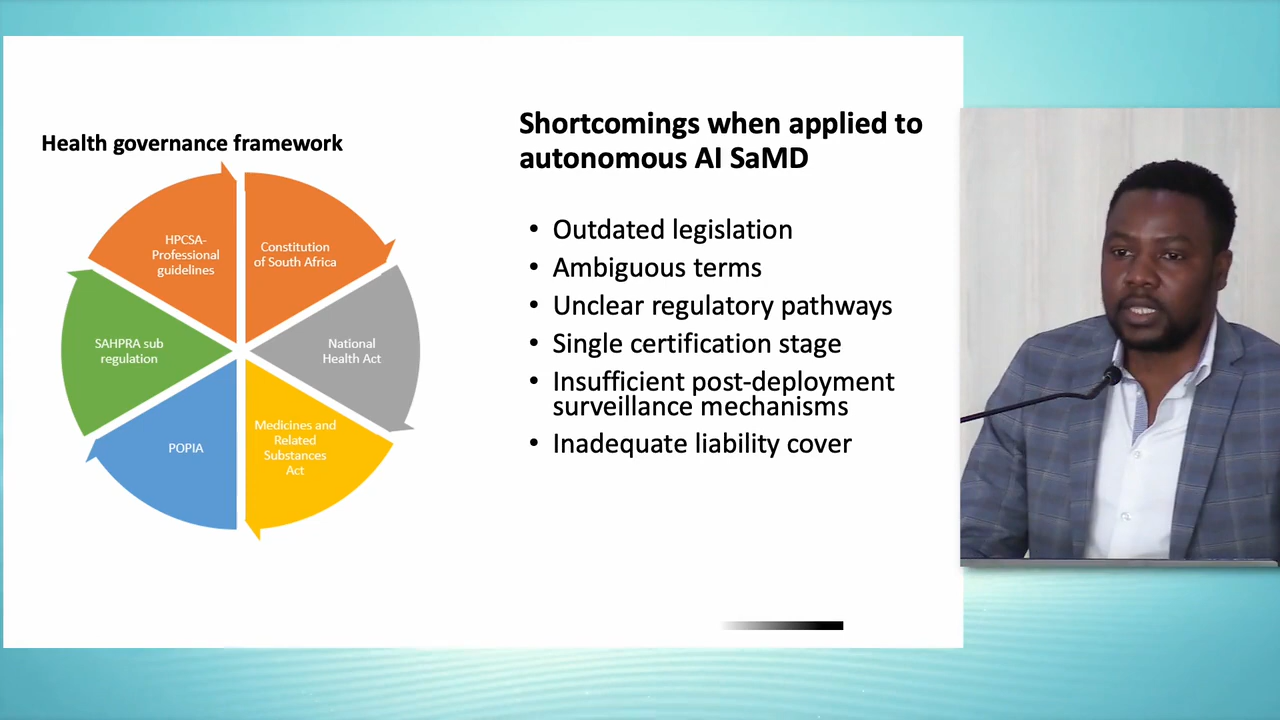 Health governance framework
HPCSA-
Professional
guidelines
Constitution
of South Africa
SAHPRA sub
regulation
National
Health Act
POPIA
Medicines and
Related
Substances
Act
Shortcomings when applied to
autonomous AI SaMD
• Outdated legislation
• Ambiguous terms
• Unclear regulatory pathways
• Single certification stage
• Insufficient post-deployment
surveillance mechanisms
• Inadequate liability cover